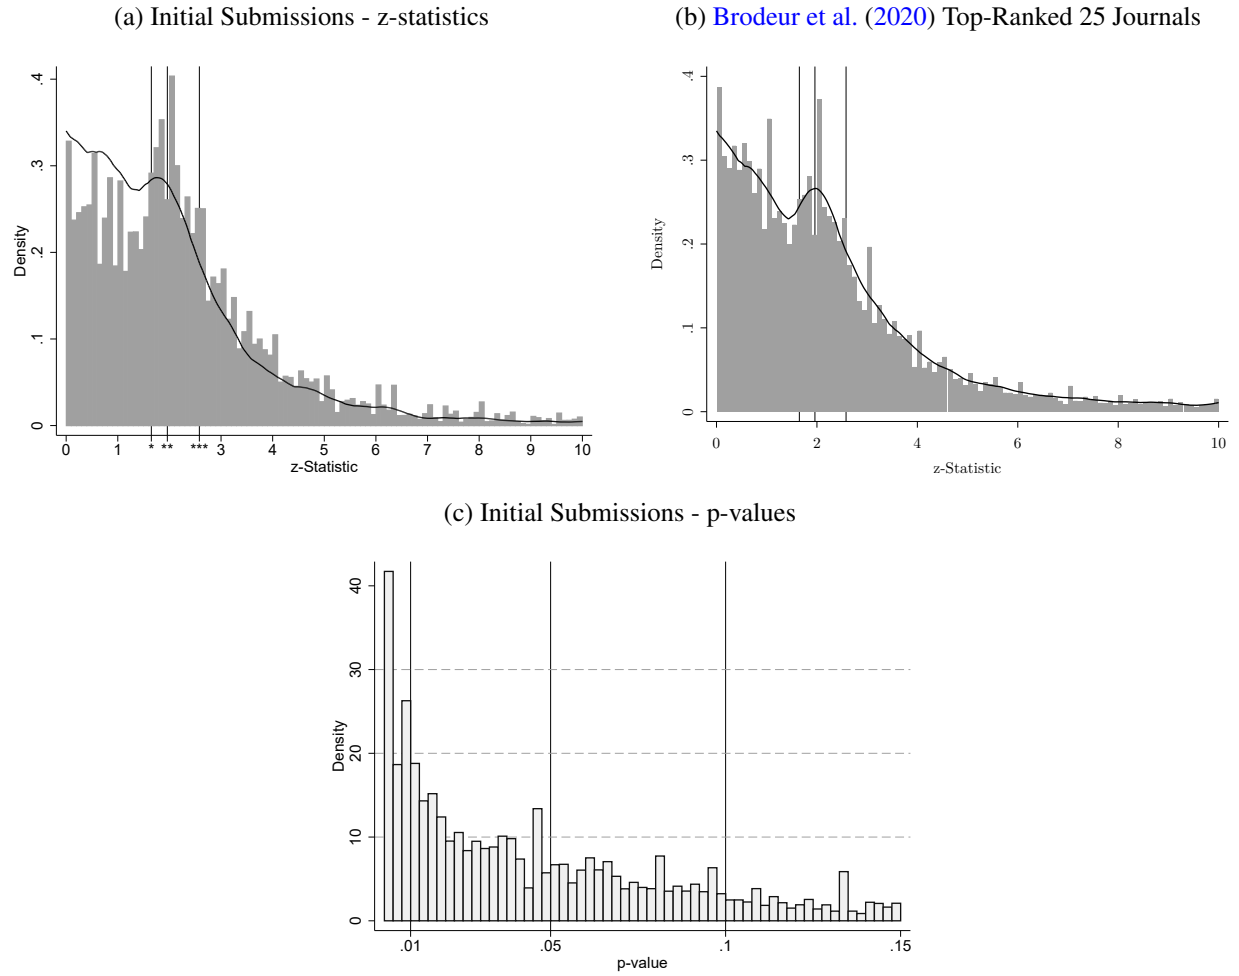 (a) Initial Submissions - z-statistics
(b) Brodeur et al. (2020) Top-Ranked 25 Journals
.4
.3
.2
.1
0
Density
0 1 * ** *** 3 4 5 6 7 8 9 10
z-Statistic
.4
.3
.2
.1
0
Density
0 2 4 6 8 10
z-Statistic
(c) Initial Submissions - p-values
40
30
20
10
0
Density
.01 .05 .1 .15
p-value